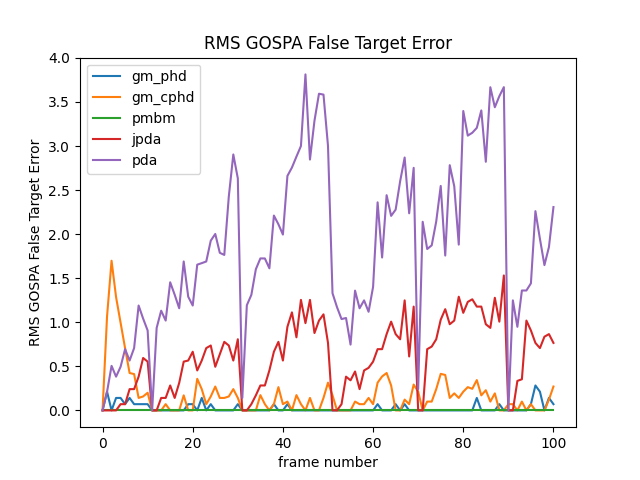 RMS GOSPA False Target Error
gm_phd
gm_cphd
pmbm
jpda
pda
RMS GOSPA False Target Error
4.0
3.5
3.0
2.5
2.0
1.5
1.0
0.5
0.0
0 20 40 60 80 100
frame number